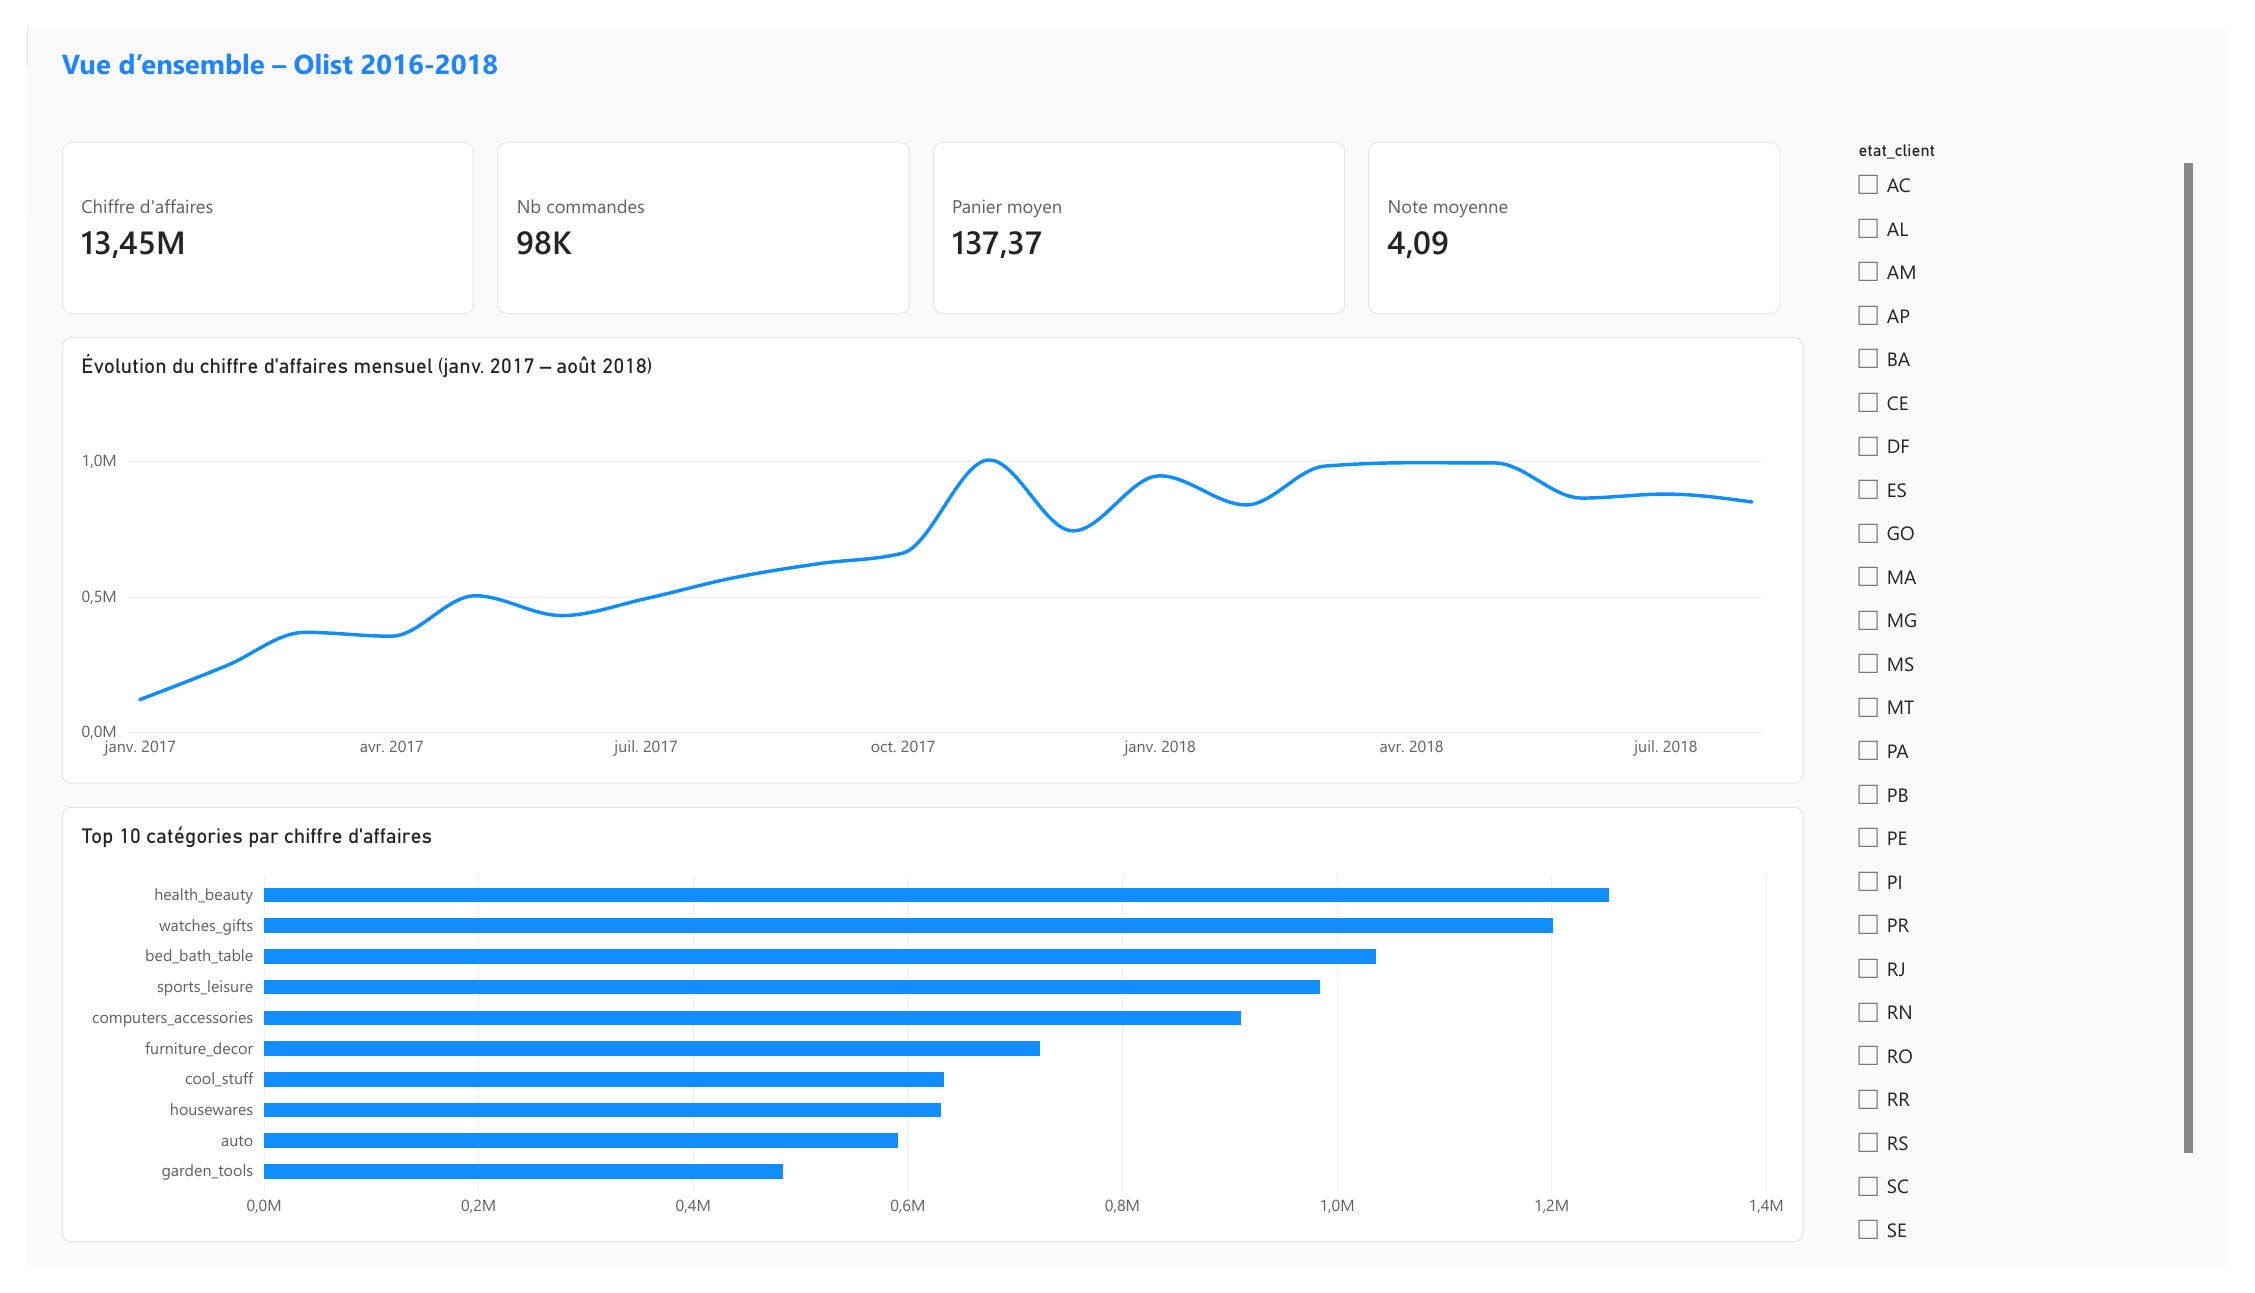 Vue d’ensemble – Olist 2016-2018
Chiffre d'affaires
13,45M
Nb commandes
98K
Panier moyen
137,37
Note moyenne
4,09
Évolution du chiffre d'affaires mensuel (janv. 2017 – août 2018)
1,0M
0,5M
0,0M
janv. 2017 avr. 2017 juil. 2017 oct. 2017 janv. 2018 avr. 2018 juil. 2018
Top 10 catégories par chiffre d'affaires
health_beauty
watches_gifts
bed_bath_table
sports_leisure
computers_accessories
furniture_decor
cool_stuff
housewares
auto
garden_tools
0,0M 0,2M 0,4M 0,6M 0,8M 1,0M 1,2M 1,4M
etat_client
AC
AL
AM
AP
BA
CE
DF
ES
GO
MA
MG
MS
MT
PA
PB
PE
PI
PR
RJ
RN
RO
RR
RS
SC
SE